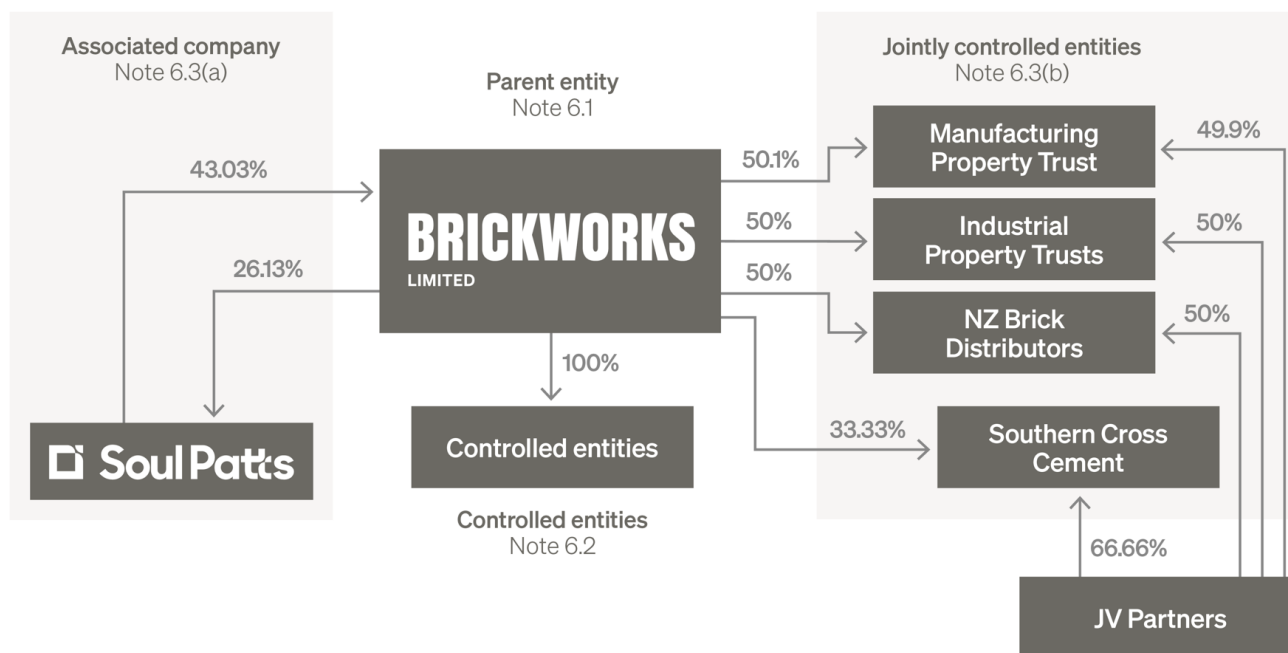 Associated company
Note 6.3(a)
43.03%
26.13%
Soul Patts
Parent entity
Note 6.1
BRICKWORKS
LIMITED
100%
Controlled entities
Controlled entities
Note 6.2
Jointly controlled entities
Note 6.3(b)
50.1%
Manufacturing
Property Trust
49.9%
50%
Industrial
Property Trusts
50%
50%
NZ Brick
Distributors
50%
33.33%
Southern Cross
Cement
66.66%
JV Partners